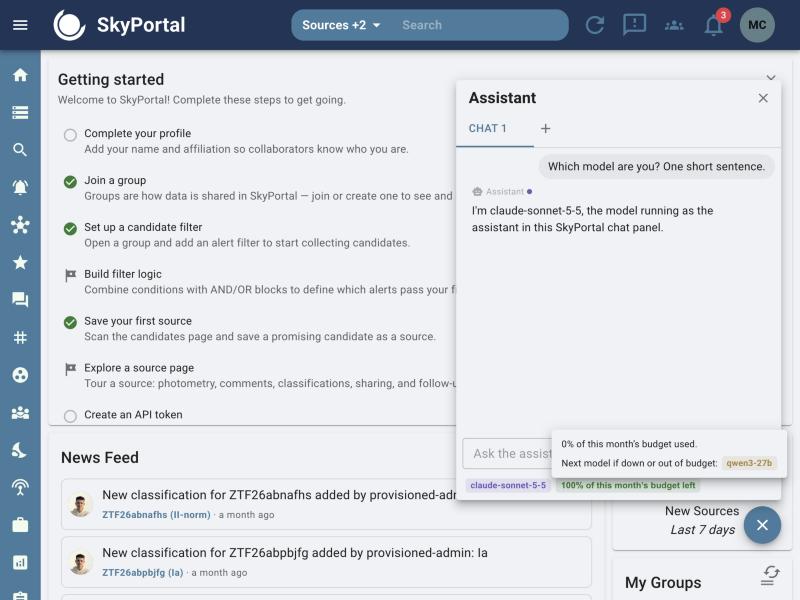 SkyPortal
Sources +2
Search
3
MC
Getting started
Welcome to SkyPortal! Complete these steps to get going.
Complete your profile
Add your name and affiliation so collaborators know who you are.
Join a group
Groups are how data is shared in SkyPortal — join or create one to see and
Set up a candidate filter
Open a group and add an alert filter to start collecting candidates.
Build filter logic
Combine conditions with AND/OR blocks to define which alerts pass your fi
Save your first source
Scan the candidates page and save a promising candidate as a source.
Explore a source page
Tour a source: photometry, comments, classifications, sharing, and follow-u
Create an API token
Assistant
CHAT 1
Which model are you? One short sentence.
Assistant
I'm claude-sonnet-5-5, the model running as the
assistant in this SkyPortal chat panel.
Ask the assist
0% of this month's budget used.
Next model if down or out of budget: qwen3-27b
claude-sonnet-5-5
100% of this month's budget left
News Feed
New classification for ZTF26abnafhs added by provisioned-adm
ZTF26abnafhs (II-norm) · a month ago
New classification for ZTF26abpbjfg added by provisioned-admin: Ia
ZTF26abpbjfg (Ia) · a month ago
New Sources
Last 7 days
My Groups